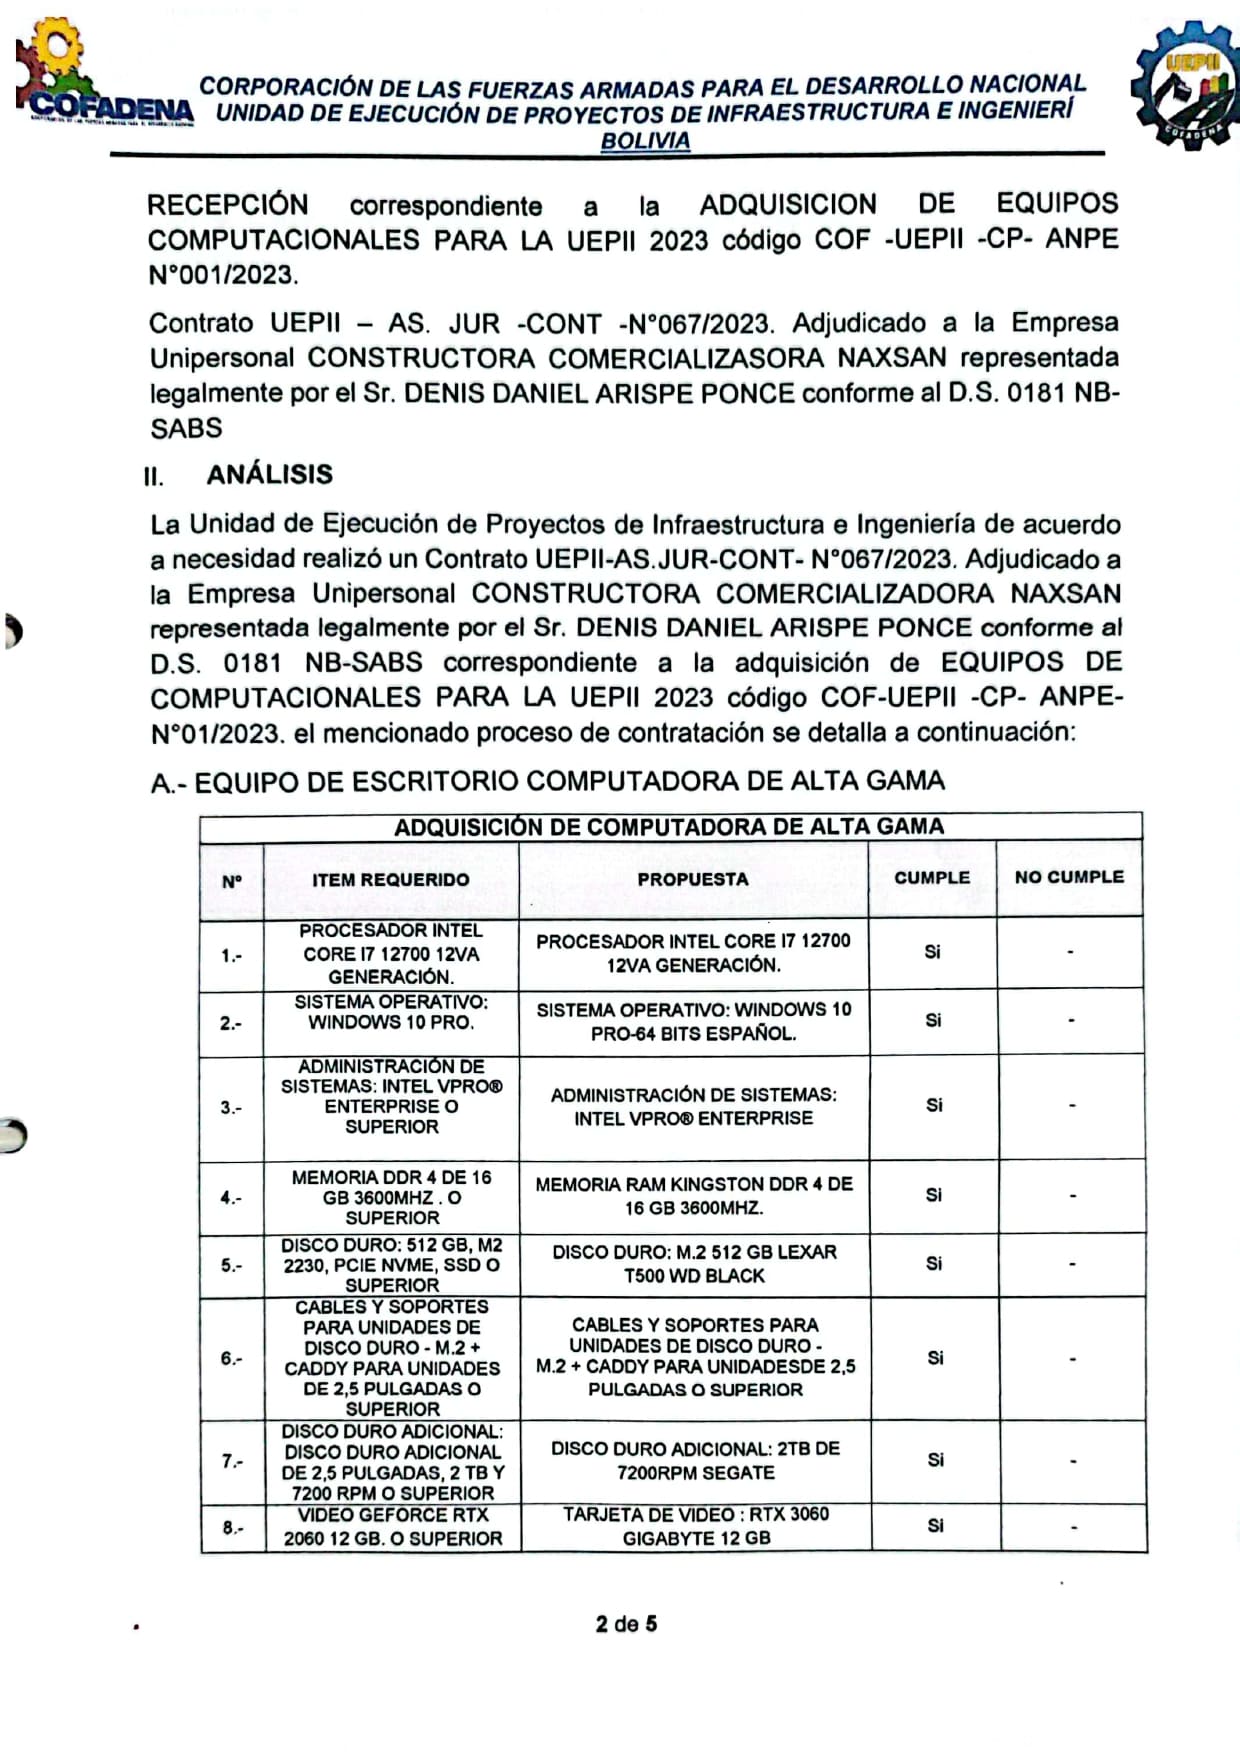 COFADENA
CORPORACIÓN DE LAS FUERZAS ARMADAS PARA EL DESARROLLO NACIONAL
UNIDAD DE EJECUCIÓN DE PROYECTOS DE INFRAESTRUCTURA E INGENIERÍ
BOLIVIA
UEPII
COFADENA
RECEPCIÓN correspondiente a la ADQUISICION DE EQUIPOS
COMPUTACIONALES PARA LA UEPII 2023 código COF -UEPII -CP- ANPE
N°001/2023.
Contrato UEPII – AS. JUR -CONT -N°067/2023. Adjudicado a la Empresa
Unipersonal CONSTRUCTORA COMERCIALIZASORA NAXSAN representada
legalmente por el Sr. DENIS DANIEL ARISPE PONCE conforme al D.S. 0181 NB-
SABS
II. ANÁLISIS
La Unidad de Ejecución de Proyectos de Infraestructura e Ingeniería de acuerdo
a necesidad realizó un Contrato UEPII-AS.JUR-CONT- N°067/2023. Adjudicado a
la Empresa Unipersonal CONSTRUCTORA COMERCIALIZADORA NAXSAN
representada legalmente por el Sr. DENIS DANIEL ARISPE PONCE conforme al
D.S. 0181 NB-SABS correspondiente a la adquisición de EQUIPOS DE
COMPUTACIONALES PARA LA UEPII 2023 código COF-UEPII -CP- ANPE-
N°01/2023. el mencionado proceso de contratación se detalla a continuación:
A.- EQUIPO DE ESCRITORIO COMPUTADORA DE ALTA GAMA
ADQUISICIÓN DE COMPUTADORA DE ALTA GAMA
N° ITEM REQUERIDO PROPUESTA CUMPLE NO CUMPLE
1.-
PROCESADOR INTEL
CORE I7 12700 12VA
GENERACIÓN.
PROCESADOR INTEL CORE I7 12700
12VA GENERACIÓN.
Si
-
2.-
SISTEMA OPERATIVO:
WINDOWS 10 PRO.
SISTEMA OPERATIVO: WINDOWS 10
PRO-64 BITS ESPAÑOL.
Si
-
3.-
ADMINISTRACIÓN DE
SISTEMAS: INTEL VPRO®
ENTERPRISE O
SUPERIOR
ADMINISTRACIÓN DE SISTEMAS:
INTEL VPRO® ENTERPRISE
Si
-
4.-
MEMORIA DDR 4 DE 16
GB 3600MHZ . O
SUPERIOR
MEMORIA RAM KINGSTON DDR 4 DE
16 GB 3600MHZ.
Si
-
5.-
DISCO DURO: 512 GB, M2
2230, PCIE NVME, SSD O
SUPERIOR
DISCO DURO: M.2 512 GB LEXAR
T500 WD BLACK
Si
-
6.-
CABLES Y SOPORTES
PARA UNIDADES DE
DISCO DURO - M.2 +
CADDY PARA UNIDADES
DE 2,5 PULGADAS O
SUPERIOR
CABLES Y SOPORTES PARA
UNIDADES DE DISCO DURO -
M.2 + CADDY PARA UNIDADESDE 2,5
PULGADAS O SUPERIOR
Si
-
7.-
DISCO DURO ADICIONAL:
DISCO DURO ADICIONAL
DE 2,5 PULGADAS, 2 TB Y
7200 RPM O SUPERIOR
DISCO DURO ADICIONAL: 2TB DE
7200RPM SEGATE
Si
-
8.-
VIDEO GEFORCE RTX
2060 12 GB. O SUPERIOR
TARJETA DE VIDEO : RTX 3060
GIGABYTE 12 GB
Si
-
2 de 5